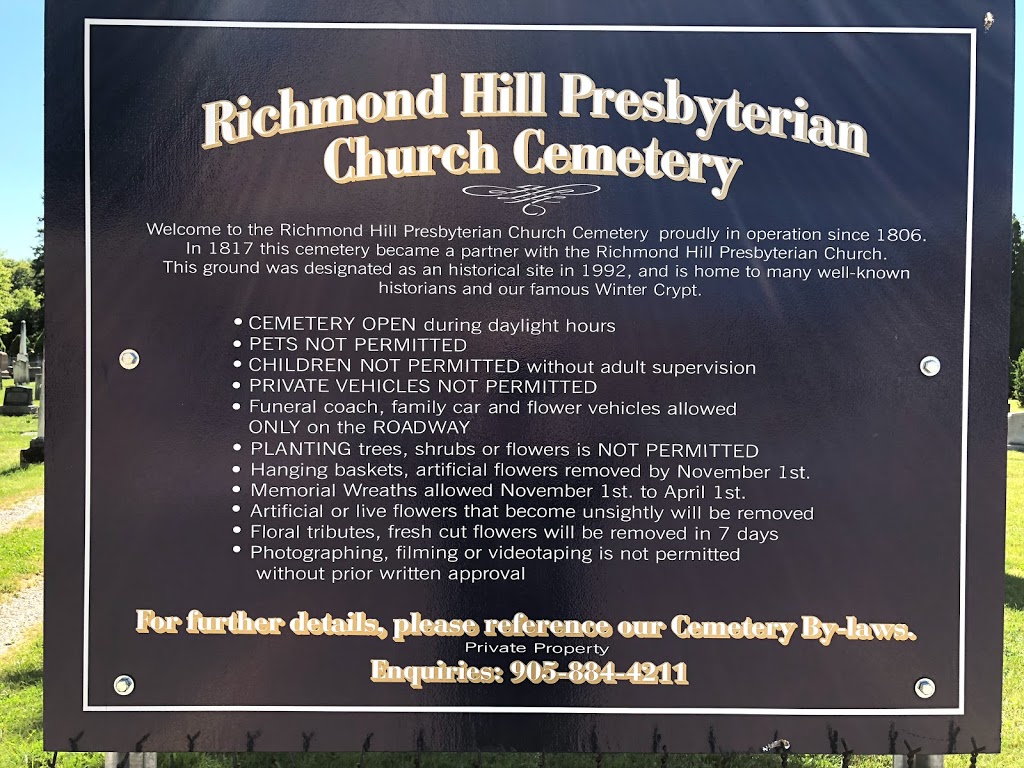 Richmond Hill Presbyterian
Church Cemetery
Welcome to the Richmond Hill Presbyterian Church Cemetery proudly in operation since 1806.
In 1817 this cemetery became a partner with the Richmond Hill Presbyterian Church.
This ground was designated as an historical site in 1992, and is home to many well-known
historians and our famous Winter Crypt.
• CEMETERY OPEN during daylight hours
• PETS NOT PERMITTED
• CHILDREN NOT PERMITTED without adult supervision
• PRIVATE VEHICLES NOT PERMITTED
• Funeral coach, family car and flower vehicles allowed
ONLY on the ROADWAY
• PLANTING trees, shrubs or flowers is NOT PERMITTED
• Hanging baskets, artificial flowers removed by November 1st.
• Memorial Wreaths allowed November 1st. to April 1st.
• Artificial or live flowers that become unsightly will be removed
• Floral tributes, fresh cut flowers will be removed in 7 days
• Photographing, filming or videotaping is not permitted
without prior written approval
For further details, please reference our Cemetery By-laws.
Private Property
Enquiries: 905-884-4211